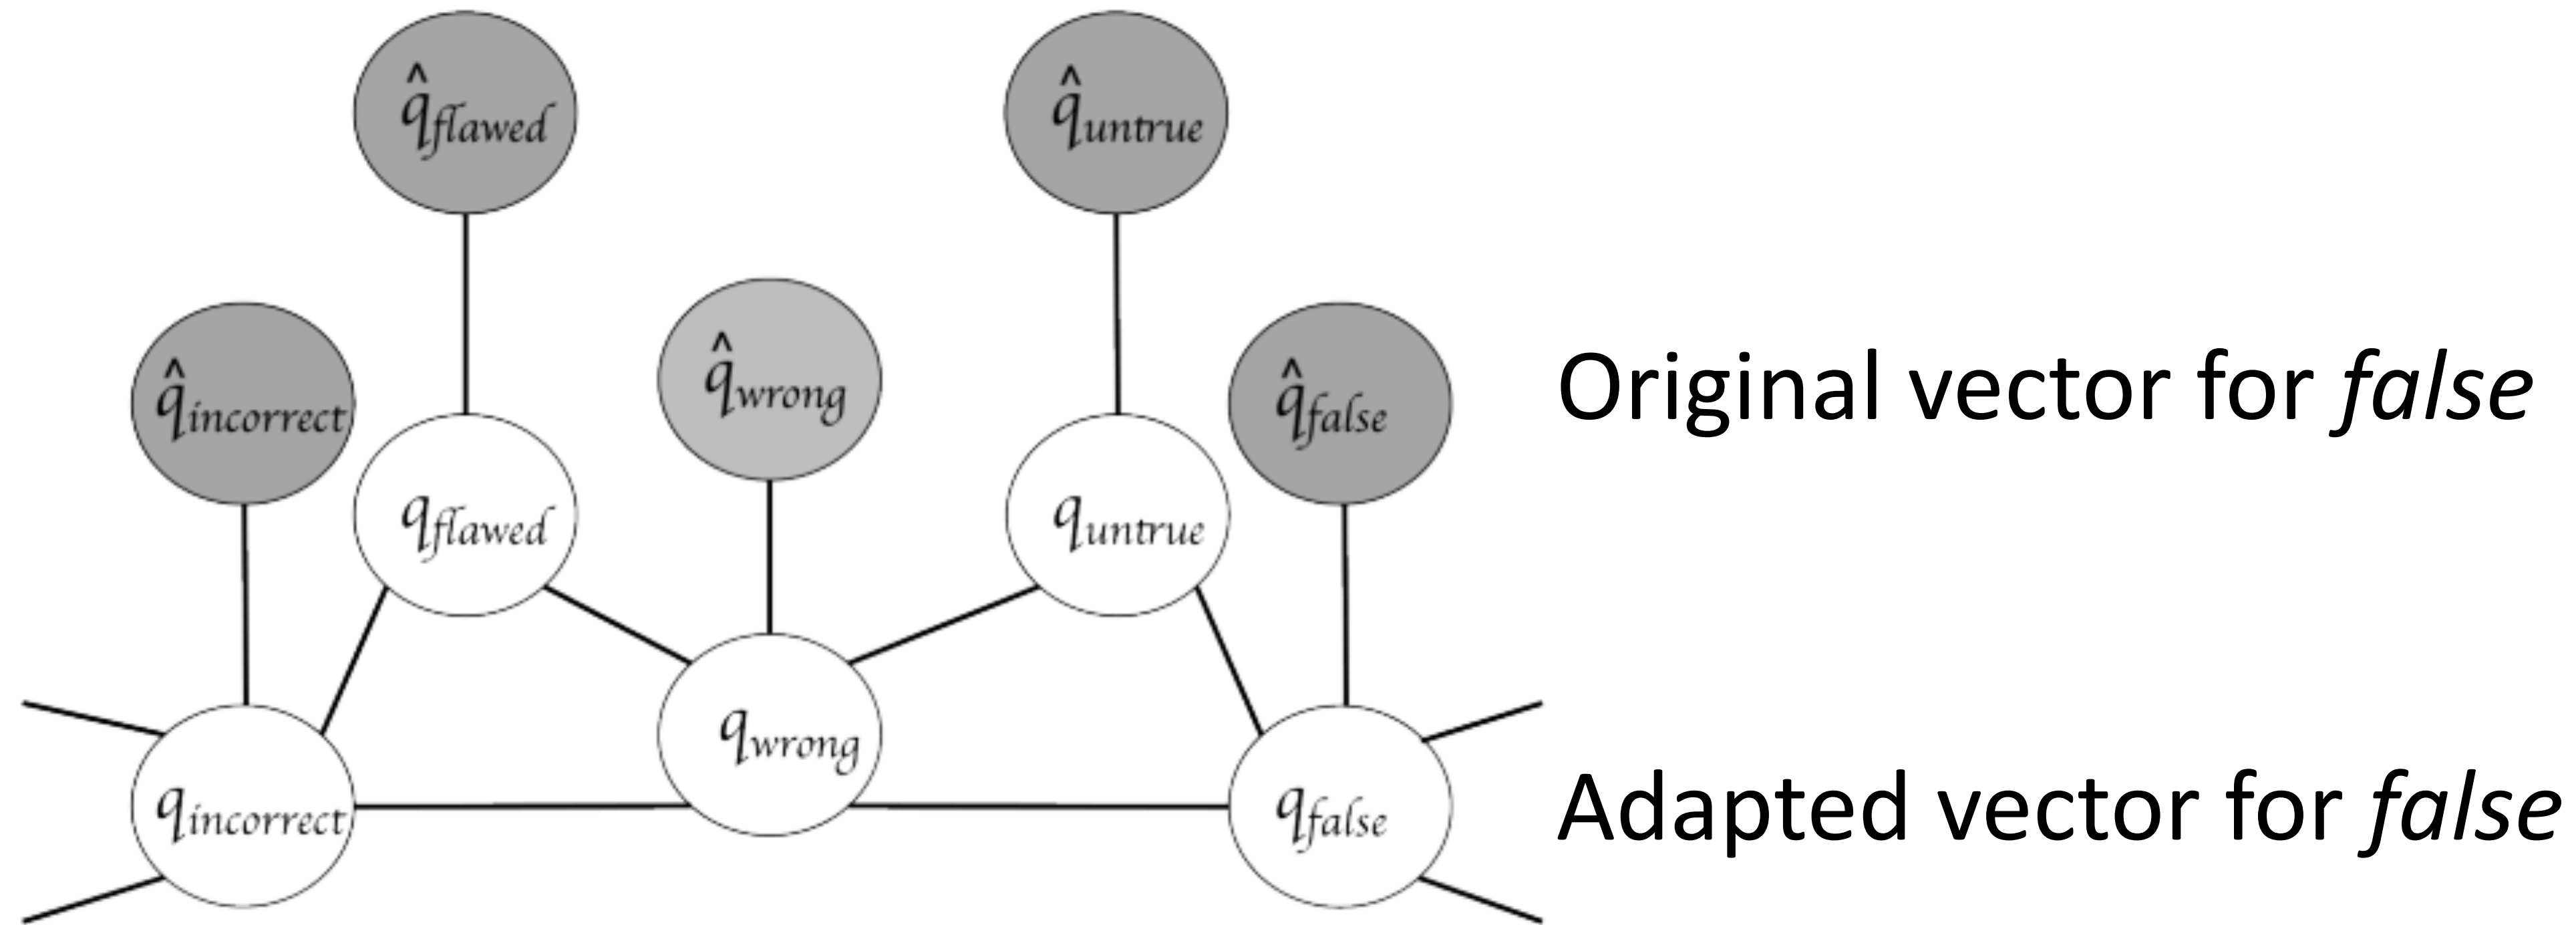 q̂flawed
q̂untrue
q̂incorrect
q̂wrong
q̂false
Original vector for false
qflawed
quntrue
qwrong
qincorrect
qfalse
Adapted vector for false